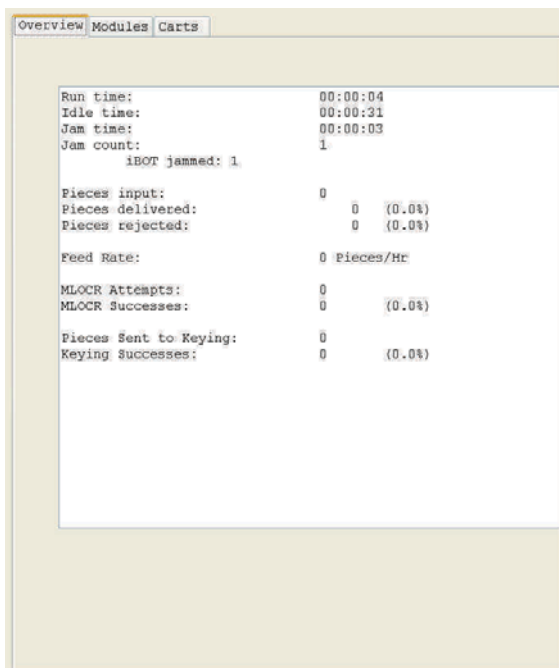 Overview Modules Carts
Run time: 00:00:04
Idle time: 00:00:31
Jam time: 00:00:03
Jam count: 1
iBOT jammed: 1
Pieces input: 0
Pieces delivered: 0 (0.0%)
Pieces rejected: 0 (0.0%)
Feed Rate: 0 Pieces/Hr
MLOCR Attempts: 0
MLOCR Successes: 0 (0.0%)
Pieces Sent to Keying: 0
Keying Successes: 0 (0.0%)